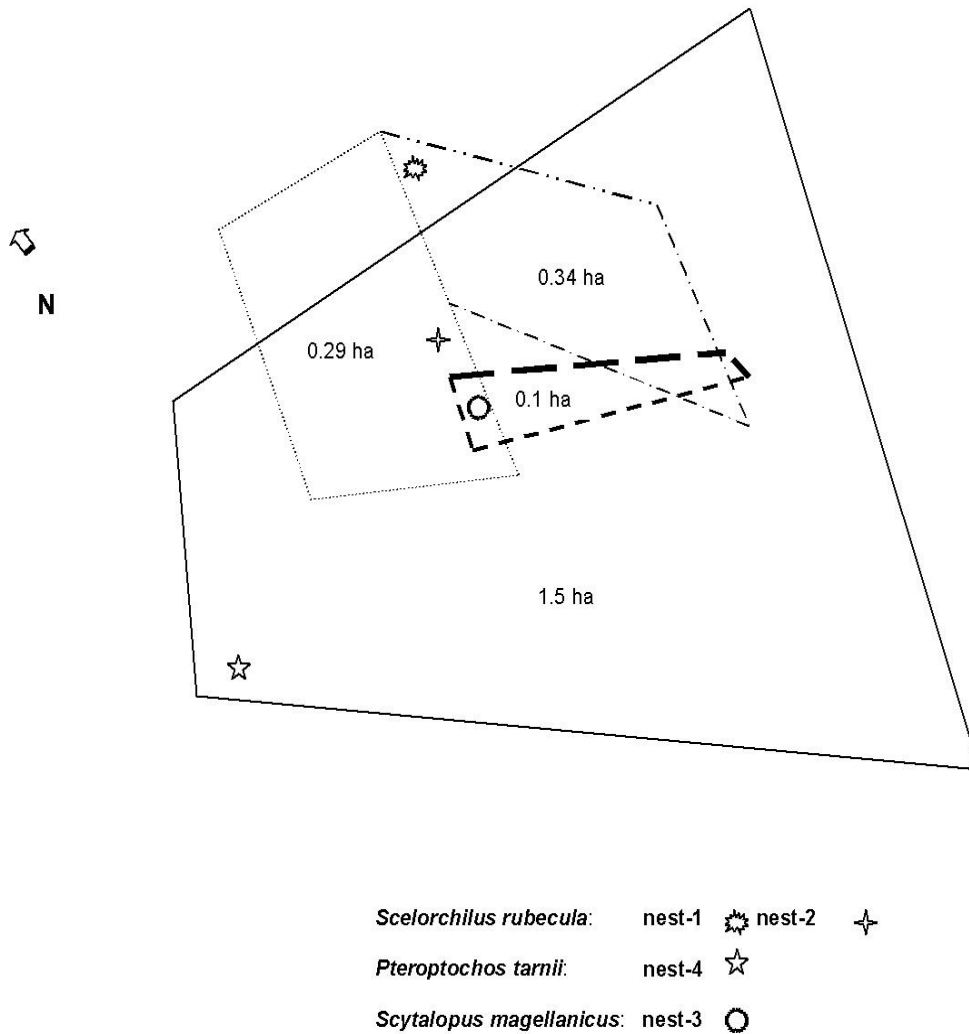 0.34 ha
N
0.29 ha
0.1 ha
1.5 ha
Scelorchilus rubecula: nest-1 nest-2
Pteroptochos tarnii: nest-4
Scytalopus magellanicus: nest-3